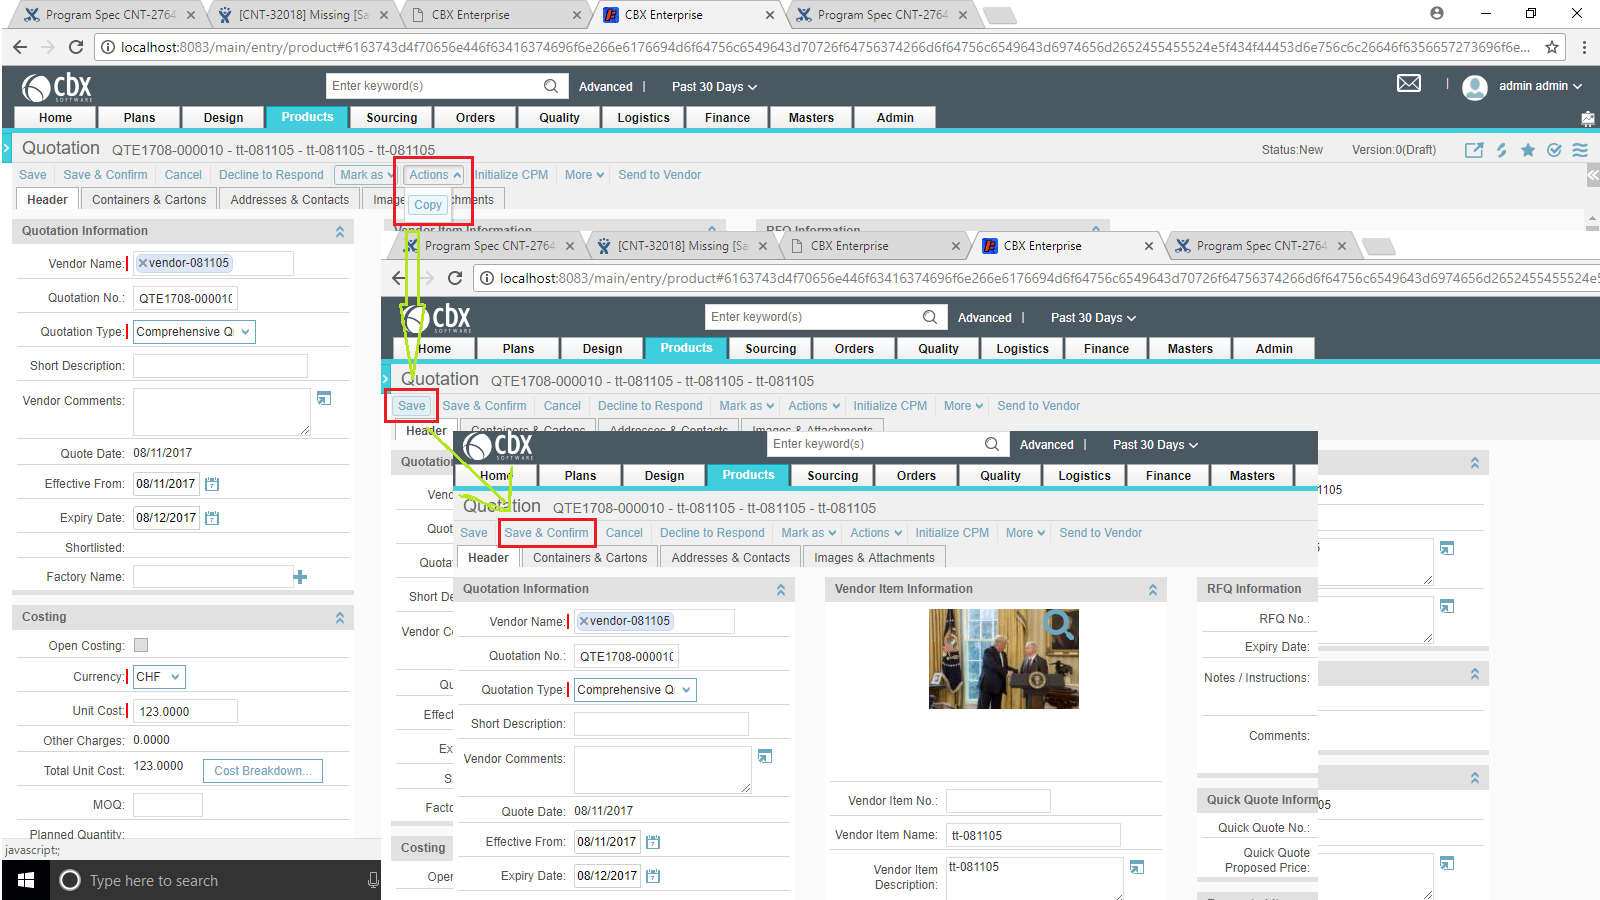 Program Spec CNT-2764
[CNT-32018] Missing [Sa
CBX Enterprise
CBX Enterprise
Program Spec CNT-2764
localhost:8083/main/entry/product#6163743d4f70656e446f63416374696f6e266e6176694d6f64756c6549643d70726f64756374266d6f64756c6549643d6974656d2652455455524e5f434f44453d6e756c6c26646f6356657273696f6e...
cbx
SOFTWARE
Enter keyword(s)
Advanced
Past 30 Days
admin admin
Home
Plans
Design
Products
Sourcing
Orders
Quality
Logistics
Finance
Masters
Admin
Quotation QTE1708-000010 - tt-081105 - tt-081105 - tt-081105
Status:New
Version:0(Draft)
Save
Save & Confirm
Cancel
Decline to Respond
Mark as
Actions
Initialize CPM
More
Send to Vendor
Copy
Header
Containers & Cartons
Addresses & Contacts
Quotation Information
Vendor Name: vendor-081105
Quotation No.: QTE1708-000010
Quotation Type: Comprehensive Q
Short Description:
Vendor Comments:
Quote Date: 08/11/2017
Effective From: 08/11/2017
Expiry Date: 08/12/2017
Shortlisted:
Factory Name:
Costing
Open Costing:
Currency: CHF
Unit Cost: 123.0000
Other Charges: 0.0000
Total Unit Cost: 123.0000 Cost Breakdown...
MOQ:
Planned Quantity:
javascript:;
Type here to search
Program Spec CNT-2764
[CNT-32018] Missing [Sa
CBX Enterprise
CBX Enterprise
Program Spec CNT-2764
localhost:8083/main/entry/product#6163743d4f70656e446f63416374696f6e266e6176694d6f64756c6549643d70726f64756374266d6f64756c6549643d6974656d2652455455524e5
cbx
SOFTWARE
Enter keyword(s)
Advanced
Past 30 Days
Home
Plans
Design
Products
Sourcing
Orders
Quality
Logistics
Finance
Masters
Admin
Quotation QTE1708-000010 - tt-081105 - tt-081105 - tt-081105
Save
Save & Confirm
Cancel
Decline to Respond
Mark as
Actions
Initialize CPM
More
Send to Vendor
Header
Containers & Cartons
Addresses & Contacts
Images & Attachments
cbx
SOFTWARE
Enter keyword(s)
Advanced
Past 30 Days
Home
Plans
Design
Products
Sourcing
Orders
Quality
Logistics
Finance
Masters
Quotation QTE1708-000010 - tt-081105 - tt-081105 - tt-081105
Save
Save & Confirm
Cancel
Decline to Respond
Mark as
Actions
Initialize CPM
More
Send to Vendor
Header
Containers & Cartons
Addresses & Contacts
Images & Attachments
Quotation Information
Vendor Name: vendor-081105
Quotation No.: QTE1708-000010
Quotation Type: Comprehensive Q
Short Description:
Vendor Comments:
Quote Date: 08/11/2017
Effective From: 08/11/2017
Expiry Date: 08/12/2017
Vendor Item Information
Vendor Item No.:
Vendor Item Name: tt-081105
Vendor Item Description: tt-081105
RFQ Information
RFQ No.:
Expiry Date:
Notes / Instructions:
Comments:
Quick Quote Inform
Quick Quote No.:
Quick Quote
Proposed Price:
Costing